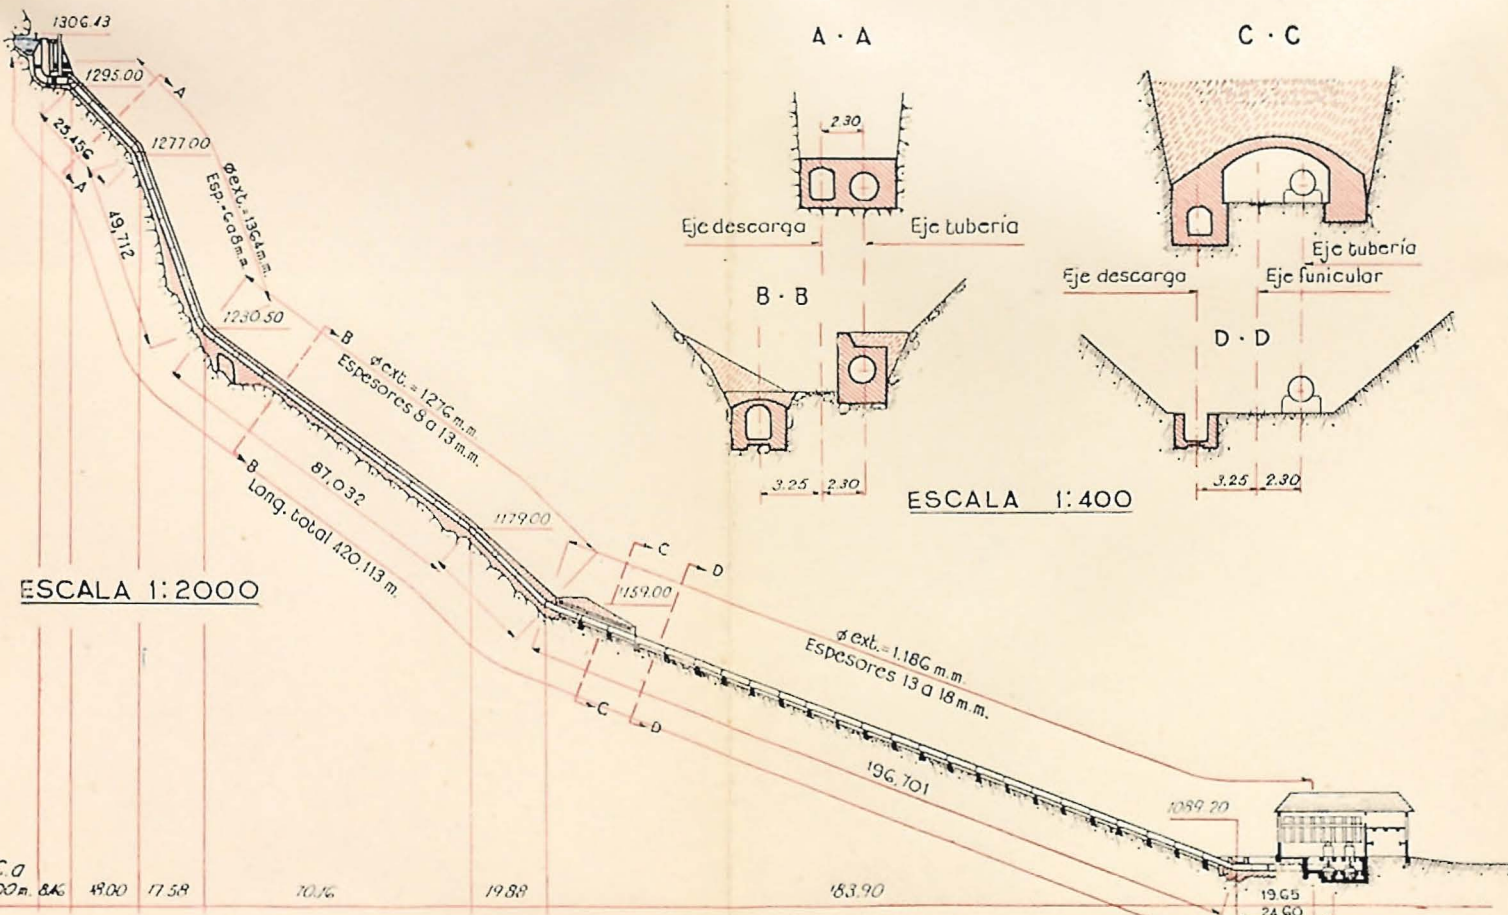 1306.43
1295.00
25,456
A
A
1277.00
49,712
ø ext. = 1364 m.m.
Esp. = 6 a 8 m.m.
1230.50
B
B
ø ext. = 1276 m.m.
Espesores 8 a 13 m.m.
87,032
Long. total 420,113 m.
1179.00
ESCALA 1:2000
C
D
1159.00
C
D
ø ext. = 1.186 m.m.
Espesores 13 a 18 m.m.
196,701
1089.20
A · A
2.30
Eje descarga
Eje tubería
B · B
3.25
2.30
C · C
Eje tubería
Eje descarga
Eje funicular
D · D
3.25
2.30
ESCALA 1:400
8.46
18.00
17.58
70.16
19.88
183.90
19.65
24.60